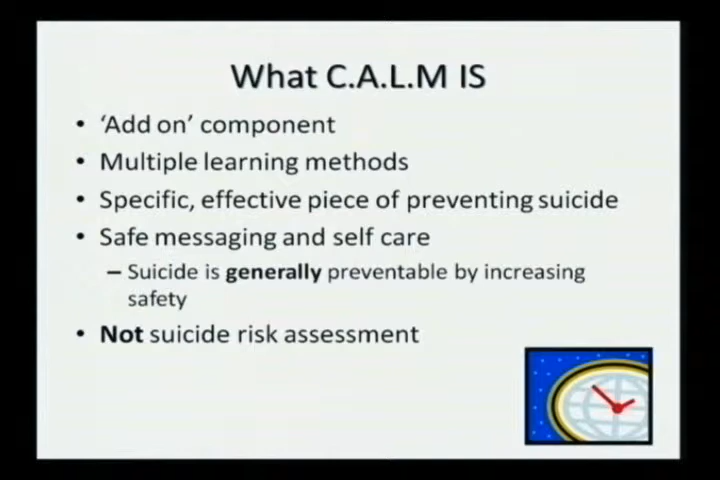 What C.A.L.M IS
• ‘Add on’ component
• Multiple learning methods
• Specific, effective piece of preventing suicide
• Safe messaging and self care
– Suicide is generally preventable by increasing
safety
• Not suicide risk assessment